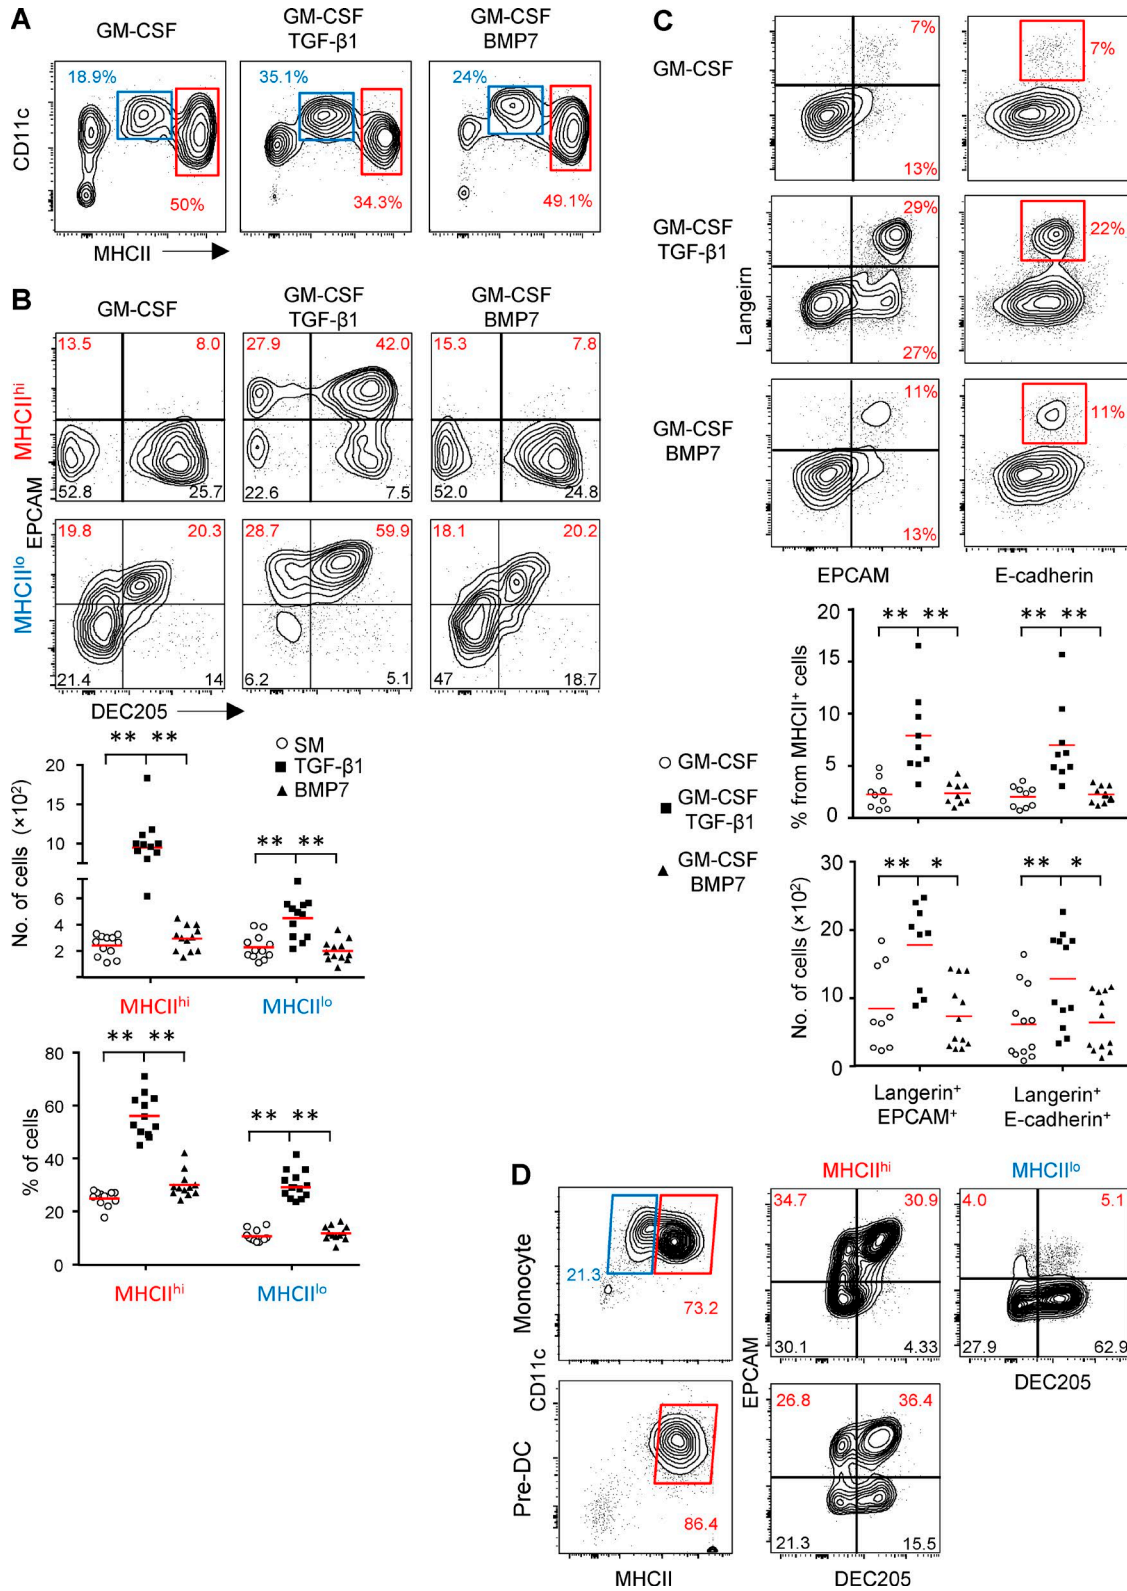 A
GM-CSF
GM-CSF
TGF-β1
GM-CSF
BMP7
18.9%
35.1%
24%
50%
34.3%
49.1%
CD11c
MHCII
B
GM-CSF
GM-CSF
TGF-β1
GM-CSF
BMP7
MHCIIhi
13.5
8.0
27.9
42.0
15.3
7.8
52.8
25.7
22.6
7.5
52.0
24.8
EPCAM
MHCIIlo
19.8
20.3
28.7
59.9
18.1
20.2
21.4
14
6.2
5.1
47
18.7
DEC205
** **
** **
SM
TGF-β1
BMP7
No. of cells (×10²)
20
15
10
6
4
2
MHCIIhi
MHCIIlo
** **
** **
% of cells
80
60
40
20
0
MHCIIhi
MHCIIlo
C
GM-CSF
7%
7%
13%
GM-CSF
TGF-β1
29%
22%
27%
Langeirn
GM-CSF
BMP7
11%
11%
13%
EPCAM
E-cadherin
** **
** **
% from MHCII⁺ cells
20
15
10
5
0
GM-CSF
GM-CSF
TGF-β1
GM-CSF
BMP7
** *
** *
No. of cells (×10²)
30
20
10
0
Langerin⁺
EPCAM⁺
Langerin⁺
E-cadherin⁺
D
MHCIIhi
MHCIIlo
Monocyte
21.3
73.2
34.7
30.9
30.1
4.33
4.0
5.1
27.9
62.9
CD11c
EPCAM
DEC205
Pre-DC
86.4
26.8
36.4
21.3
15.5
MHCII
DEC205